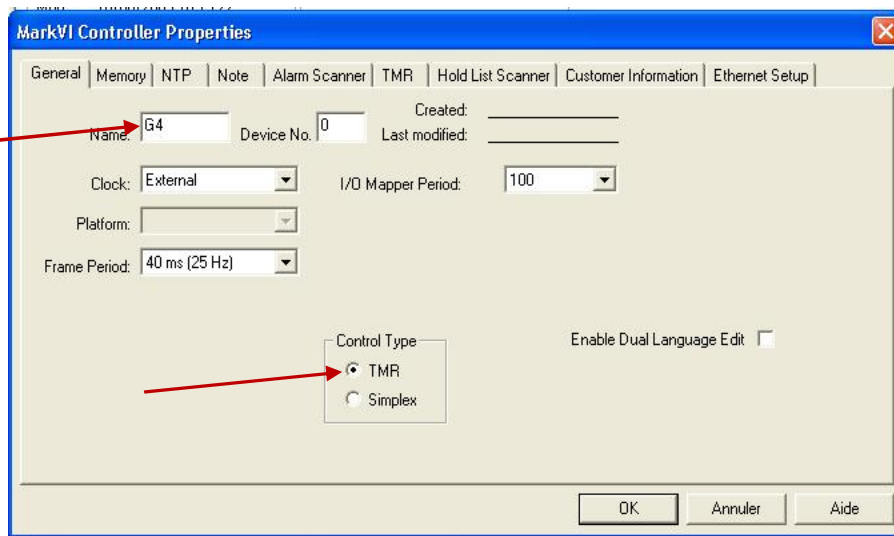 MarkVI Controller Properties
General Memory NTP Note Alarm Scanner TMR Hold List Scanner Customer Information Ethernet Setup
Created:
Name: G4 Device No. 0 Last modified:
Clock: External I/O Mapper Period: 100
Platform:
Frame Period: 40 ms (25 Hz)
Control Type Enable Dual Language Edit
TMR
Simplex
OK Annuler Aide